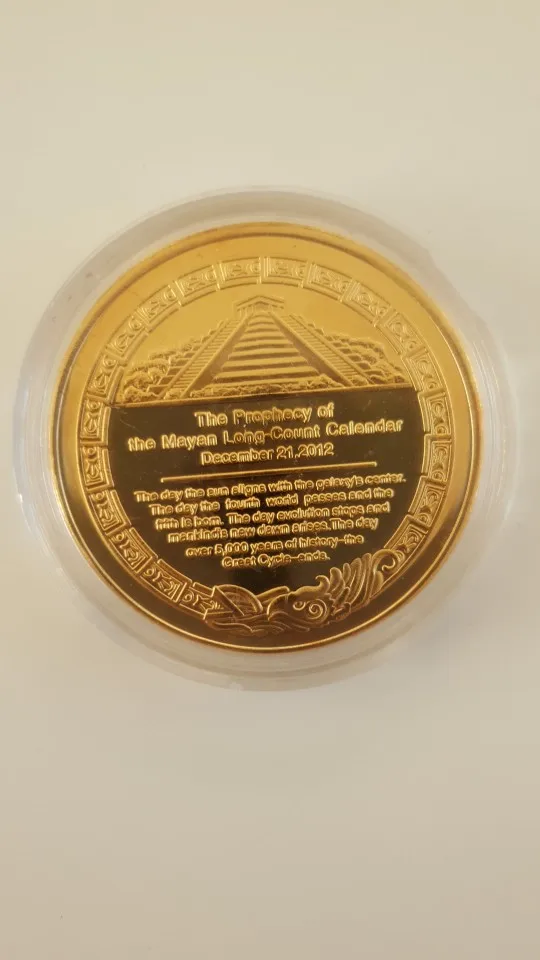 The Prophecy of
the Mayan Long-Count Calendar
December 21, 2012
The day the sun aligns with the galaxy's center.
The day the fourth world passes and the
fifth is born. The day evolution stops and
mankinds new dawn arises. The day
over 5,000 years of history-the
Great Cycle-ends.